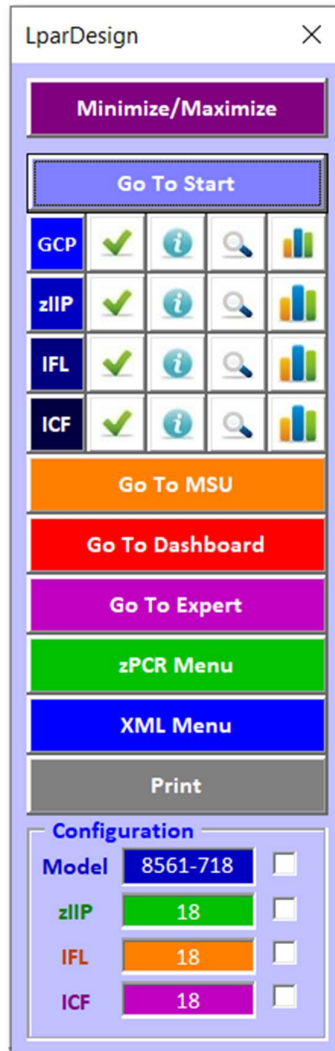 LparDesign
Minimize/Maximize
Go To Start
GCP
zIIP
IFL
ICF
Go To MSU
Go To Dashboard
Go To Expert
zPCR Menu
XML Menu
Print
Configuration
Model 8561-718
zIIP 18
IFL 18
ICF 18